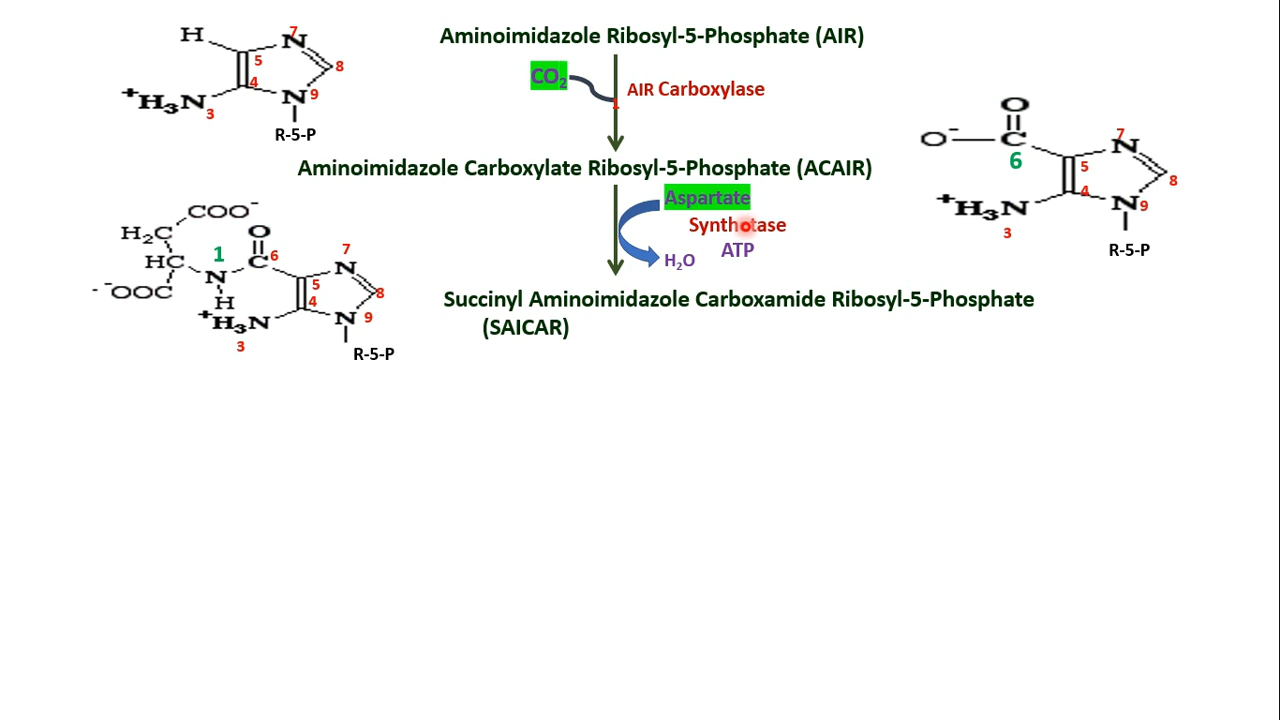 Aminoimidazole Ribosyl-5-Phosphate (AIR)
CO₂
AIR Carboxylase
1
Aminoimidazole Carboxylate Ribosyl-5-Phosphate (ACAIR)
Aspartate
Synthotase
ATP
H₂O
Succinyl Aminoimidazole Carboxamide Ribosyl-5-Phosphate
(SAICAR)
H
7
N
5
8
4
⁺H₃N
N
9
3
R-5-P
O
O⁻
C
7
N
6
5
8
4
⁺H₃N
N
9
3
R-5-P
COO⁻
H₂C
O
1
7
HC
C
6
N
N
5
8
-⁻OOC
H
4
⁺H₃N
N
9
3
R-5-P